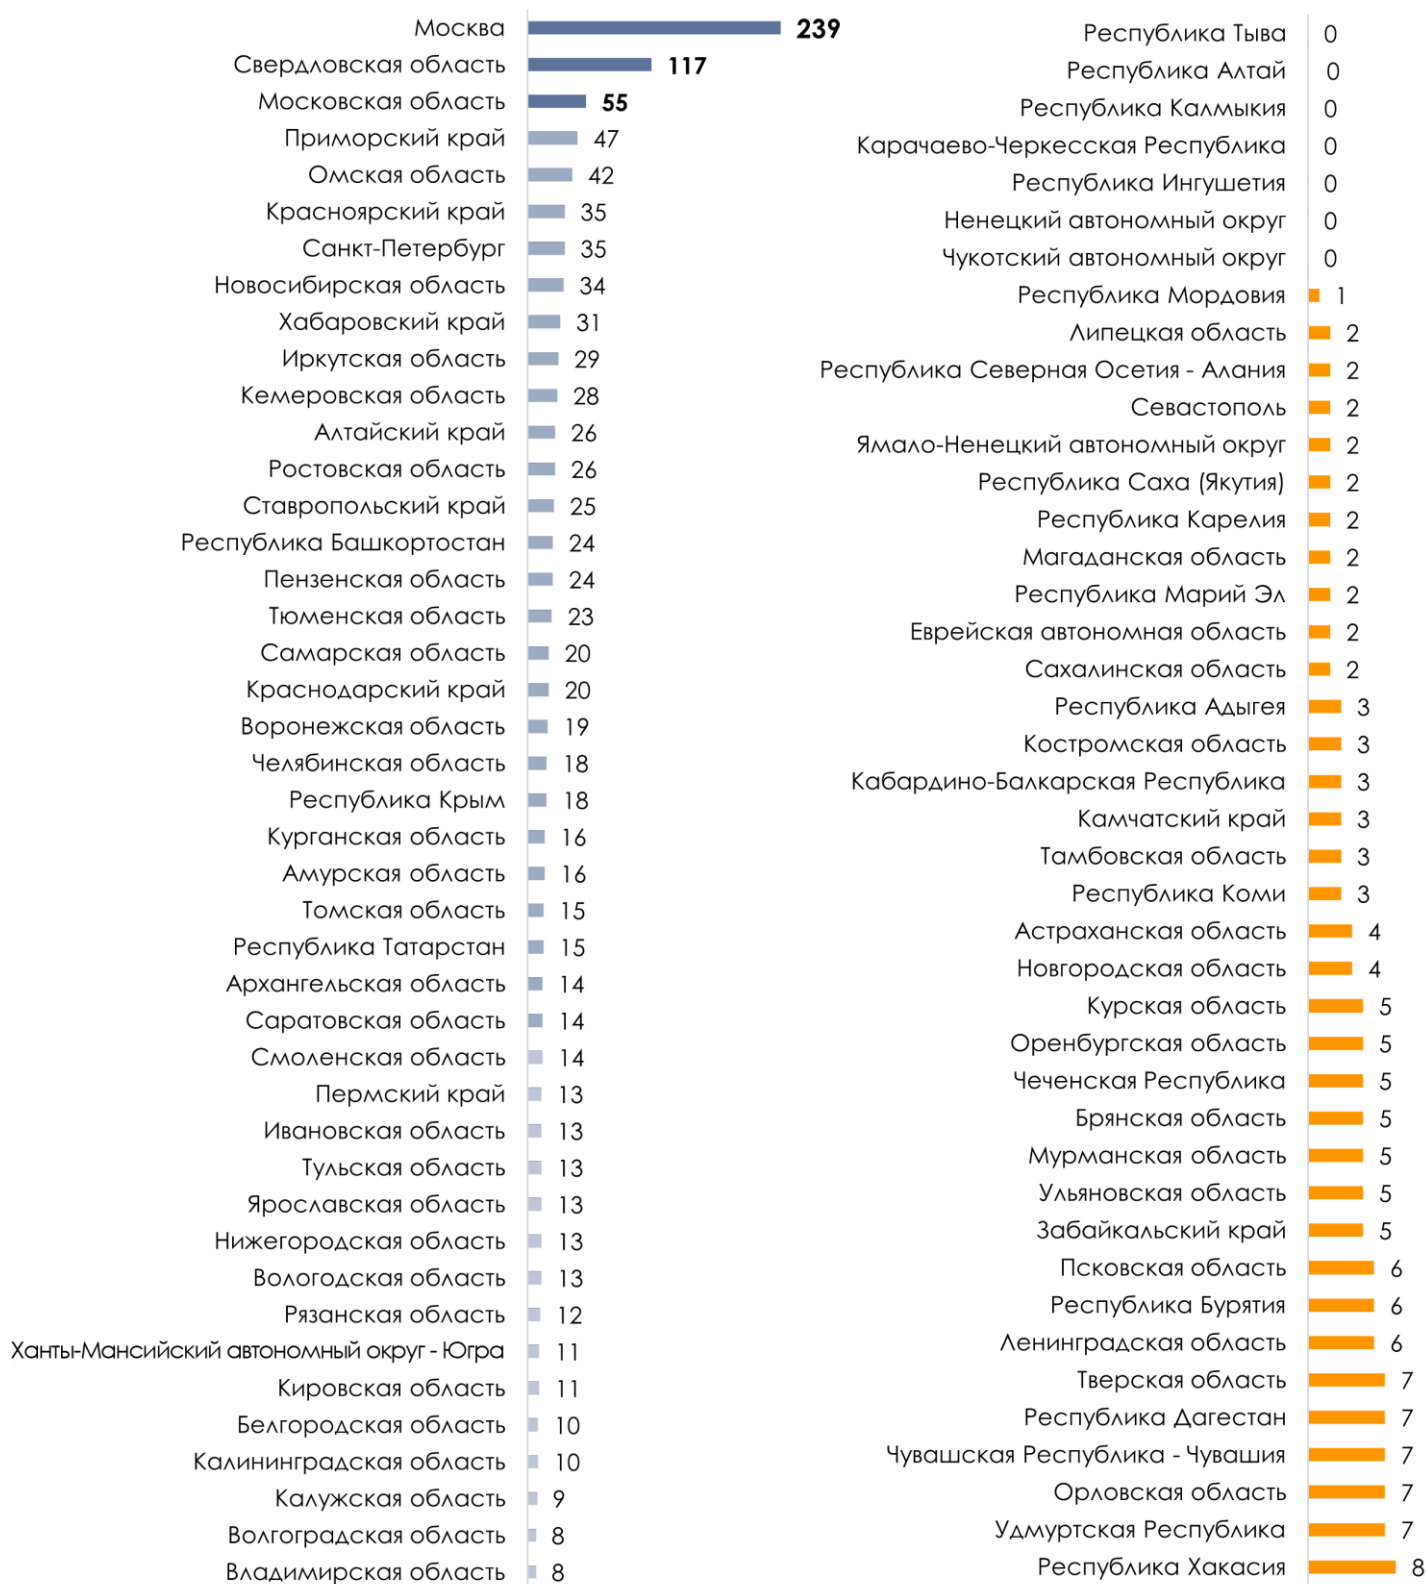 Москва 239
Свердловская область 117
Московская область 55
Приморский край 47
Омская область 42
Красноярский край 35
Санкт-Петербург 35
Новосибирская область 34
Хабаровский край 31
Иркутская область 29
Кемеровская область 28
Алтайский край 26
Ростовская область 26
Ставропольский край 25
Республика Башкортостан 24
Пензенская область 24
Тюменская область 23
Самарская область 20
Краснодарский край 20
Воронежская область 19
Челябинская область 18
Республика Крым 18
Курганская область 16
Амурская область 16
Томская область 15
Республика Татарстан 15
Архангельская область 14
Саратовская область 14
Смоленская область 14
Пермский край 13
Ивановская область 13
Тульская область 13
Ярославская область 13
Нижегородская область 13
Вологодская область 13
Рязанская область 12
Ханты-Мансийский автономный округ - Югра 11
Кировская область 11
Белгородская область 10
Калининградская область 10
Калужская область 9
Волгоградская область 8
Владимирская область 8
Республика Тыва 0
Республика Алтай 0
Республика Калмыкия 0
Карачаево-Черкесская Республика 0
Республика Ингушетия 0
Ненецкий автономный округ 0
Чукотский автономный округ 0
Республика Мордовия 1
Липецкая область 2
Республика Северная Осетия - Алания 2
Севастополь 2
Ямало-Ненецкий автономный округ 2
Республика Саха (Якутия) 2
Республика Карелия 2
Магаданская область 2
Республика Марий Эл 2
Еврейская автономная область 2
Сахалинская область 2
Республика Адыгея 3
Костромская область 3
Кабардино-Балкарская Республика 3
Камчатский край 3
Тамбовская область 3
Республика Коми 3
Астраханская область 4
Новгородская область 4
Курская область 5
Оренбургская область 5
Чеченская Республика 5
Брянская область 5
Мурманская область 5
Ульяновская область 5
Забайкальский край 5
Псковская область 6
Республика Бурятия 6
Ленинградская область 6
Тверская область 7
Республика Дагестан 7
Чувашская Республика - Чувашия 7
Орловская область 7
Удмуртская Республика 7
Республика Хакасия 8